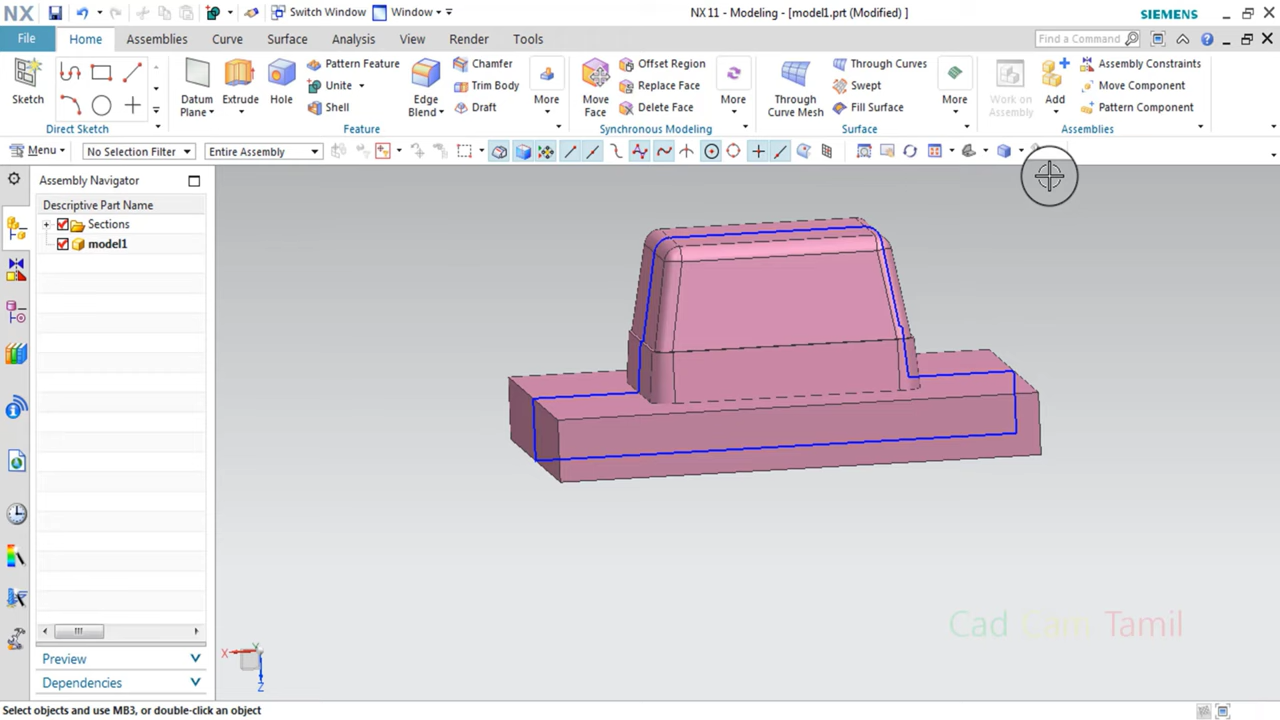 NX Switch Window Window NX 11 - Modeling - [model1.prt (Modified) ] SIEMENS
File Home Assemblies Curve Surface Analysis View Render Tools Find a Command
Sketch
Direct Sketch
Datum Plane
Extrude
Hole
Pattern Feature
Unite
Shell
Edge Blend
Chamfer
Trim Body
Draft
More
Feature
Move Face
Offset Region
Replace Face
Delete Face
More
Synchronous Modeling
Through Curve Mesh
Through Curves
Swept
Fill Surface
More
Surface
Work on Assembly
Add
Assembly Constraints
Move Component
Pattern Component
Assemblies
Menu No Selection Filter Entire Assembly
Assembly Navigator
Descriptive Part Name
Sections
model1
Preview
Dependencies
X Y
Z
Cad Cam Tamil
Select objects and use MB3, or double-click an object